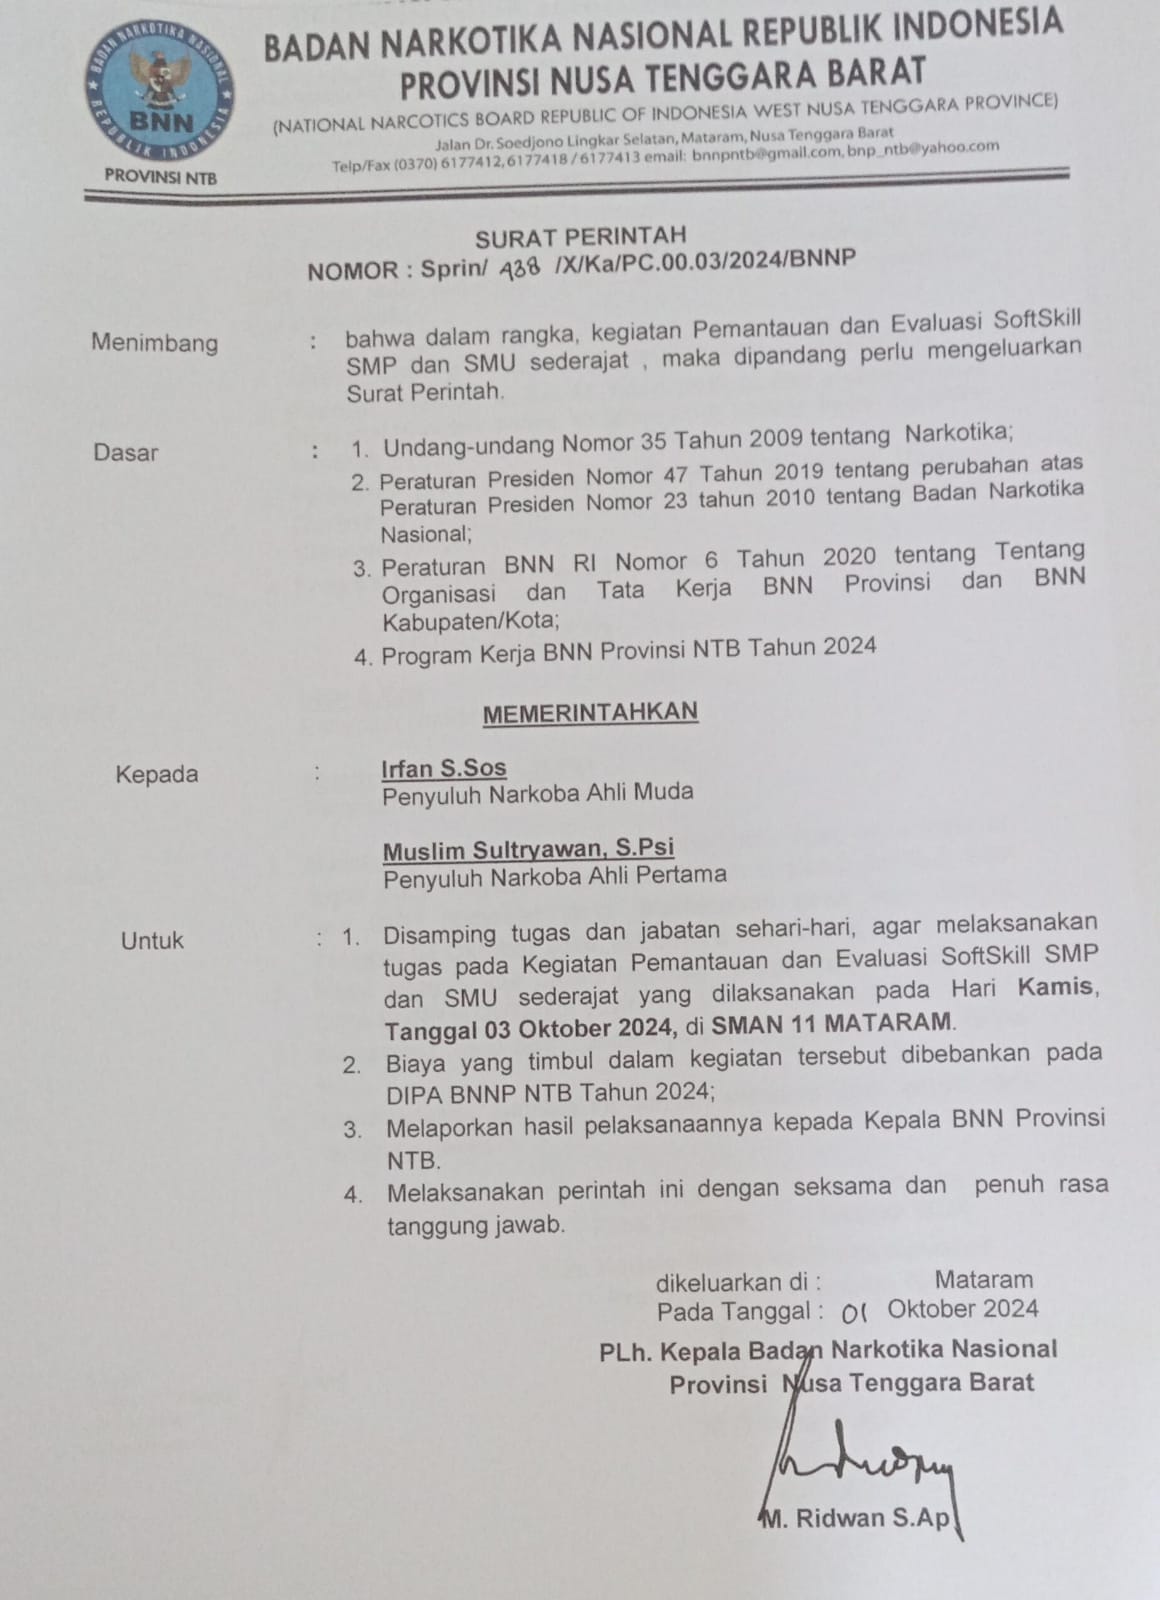 BADAN NARKOTIKA NASIONAL
REPUBLIK INDONESIA
BNN
PROVINSI NTB
BADAN NARKOTIKA NASIONAL REPUBLIK INDONESIA
PROVINSI NUSA TENGGARA BARAT
(NATIONAL NARCOTICS BOARD REPUBLIC OF INDONESIA WEST NUSA TENGGARA PROVINCE)
Jalan Dr. Soedjono Lingkar Selatan, Mataram, Nusa Tenggara Barat
Telp/Fax (0370) 6177412, 6177418 / 6177413 email: bnnpntb@gmail.com, bnp_ntb@yahoo.com
SURAT PERINTAH
NOMOR : Sprin/ 938 /X/Ka/PC.00.03/2024/BNNP
Menimbang : bahwa dalam rangka, kegiatan Pemantauan dan Evaluasi SoftSkill
SMP dan SMU sederajat , maka dipandang perlu mengeluarkan
Surat Perintah.
Dasar : 1. Undang-undang Nomor 35 Tahun 2009 tentang Narkotika;
2. Peraturan Presiden Nomor 47 Tahun 2019 tentang perubahan atas
Peraturan Presiden Nomor 23 tahun 2010 tentang Badan Narkotika
Nasional;
3. Peraturan BNN RI Nomor 6 Tahun 2020 tentang Tentang
Organisasi dan Tata Kerja BNN Provinsi dan BNN
Kabupaten/Kota;
4. Program Kerja BNN Provinsi NTB Tahun 2024
MEMERINTAHKAN
Kepada : Irfan S.Sos
Penyuluh Narkoba Ahli Muda
Muslim Sultryawan, S.Psi
Penyuluh Narkoba Ahli Pertama
Untuk : 1. Disamping tugas dan jabatan sehari-hari, agar melaksanakan
tugas pada Kegiatan Pemantauan dan Evaluasi SoftSkill SMP
dan SMU sederajat yang dilaksanakan pada Hari Kamis,
Tanggal 03 Oktober 2024, di SMAN 11 MATARAM.
2. Biaya yang timbul dalam kegiatan tersebut dibebankan pada
DIPA BNNP NTB Tahun 2024;
3. Melaporkan hasil pelaksanaannya kepada Kepala BNN Provinsi
NTB.
4. Melaksanakan perintah ini dengan seksama dan penuh rasa
tanggung jawab.
dikeluarkan di : Mataram
Pada Tanggal : 01 Oktober 2024
PLh. Kepala Badan Narkotika Nasional
Provinsi Nusa Tenggara Barat
M. Ridwan S.Ap